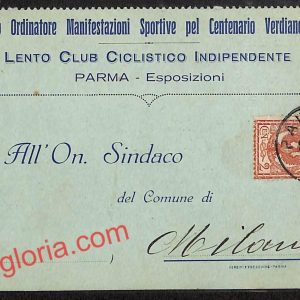 Ordinatore Manifestazioni Sportive pel Centenario Verdiano
LENTO CLUB CICLISTICO INDIPENDENTE
PARMA - Esposizioni
All'On. Sindaco
del Comune di
Milano
gloria.com